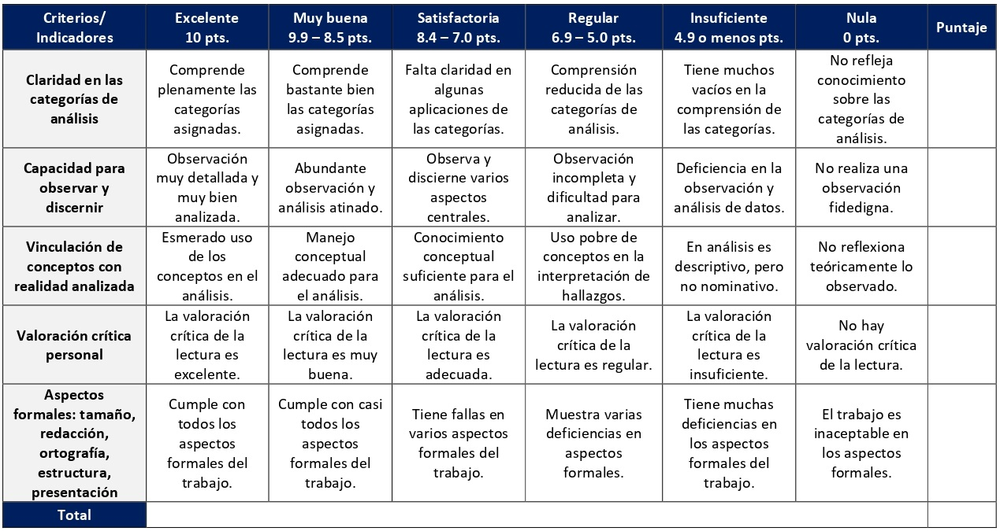 Criterios/
Indicadores
Excelente
10 pts.
Muy buena
9.9 – 8.5 pts.
Satisfactoria
8.4 – 7.0 pts.
Regular
6.9 – 5.0 pts.
Insuficiente
4.9 o menos pts.
Nula
0 pts.
Puntaje
Claridad en las
categorías de
análisis
Comprende
plenamente las
categorías
asignadas.
Comprende
bastante bien
las categorías
asignadas.
Falta claridad en
algunas
aplicaciones de
las categorías.
Comprensión
reducida de las
categorías de
análisis.
Tiene muchos
vacíos en la
comprensión de
las categorías.
No refleja
conocimiento
sobre las
categorías de
análisis.
Capacidad para
observar y
discernir
Observación
muy detallada y
muy bien
analizada.
Abundante
observación y
análisis atinado.
Observa y
discierne varios
aspectos
centrales.
Observación
incompleta y
dificultad para
analizar.
Deficiencia en la
observación y
análisis de datos.
No realiza una
observación
fidedigna.
Vinculación de
conceptos con
realidad analizada
Esmerado uso
de los
conceptos en el
análisis.
Manejo
conceptual
adecuado para
el análisis.
Conocimiento
conceptual
suficiente para el
análisis.
Uso pobre de
conceptos en la
interpretación de
hallazgos.
En análisis es
descriptivo, pero
no nominativo.
No reflexiona
teóricamente lo
observado.
Valoración crítica
personal
La valoración
crítica de la
lectura es
excelente.
La valoración
crítica de la
lectura es muy
buena.
La valoración
crítica de la
lectura es
adecuada.
La valoración
crítica de la
lectura es regular.
La valoración
crítica de la
lectura es
insuficiente.
No hay
valoración crítica
de la lectura.
Aspectos
formales: tamaño,
redacción,
ortografía,
estructura,
presentación
Cumple con
todos los
aspectos
formales del
trabajo.
Cumple con casi
todos los
aspectos
formales del
trabajo.
Tiene fallas en
varios aspectos
formales del
trabajo.
Muestra varias
deficiencias en
aspectos
formales.
Tiene muchas
deficiencias en
los aspectos
formales del
trabajo.
El trabajo es
inaceptable en
los aspectos
formales.
Total